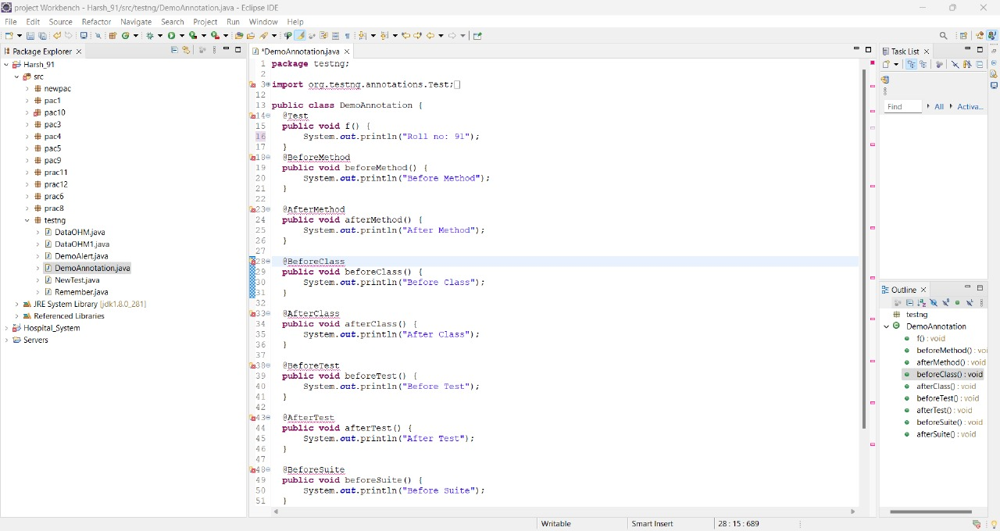 project Workbench - Harsh_91/src/testng/DemoAnnotation.java - Eclipse IDE
File Edit Source Refactor Navigate Search Project Run Window Help
Package Explorer
Harsh_91
src
newpac
pac1
pac10
pac3
pac4
pac5
pac9
prac11
prac12
prac6
prac8
testng
DataOHM.java
DataOHM1.java
DemoAlert.java
DemoAnnotation.java
NewTest.java
Remember.java
JRE System Library [jdk1.8.0_281]
Referenced Libraries
Hospital_System
Servers
*DemoAnnotation.java
1 package testng;
2
3 import org.testng.annotations.Test;
12
13 public class DemoAnnotation {
14 @Test
15 public void f() {
16 System.out.println("Roll no: 91");
17 }
18 @BeforeMethod
19 public void beforeMethod() {
20 System.out.println("Before Method");
21 }
22
23 @AfterMethod
24 public void afterMethod() {
25 System.out.println("After Method");
26 }
27
28 @BeforeClass
29 public void beforeClass() {
30 System.out.println("Before Class");
31 }
32
33 @AfterClass
34 public void afterClass() {
35 System.out.println("After Class");
36 }
37
38 @BeforeTest
39 public void beforeTest() {
40 System.out.println("Before Test");
41 }
42
43 @AfterTest
44 public void afterTest() {
45 System.out.println("After Test");
46 }
47
48 @BeforeSuite
49 public void beforeSuite() {
50 System.out.println("Before Suite");
51 }
Task List
Find All Activa...
Outline
testng
DemoAnnotation
f() : void
beforeMethod() : voi
afterMethod() : void
beforeClass() : void
afterClass() : void
beforeTest() : void
afterTest() : void
beforeSuite() : void
afterSuite() : void
Writable Smart Insert 28 : 15 : 689